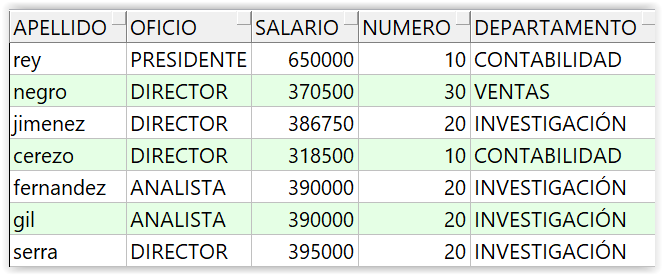 APELLIDO OFICIO SALARIO NUMERO DEPARTAMENTO
rey PRESIDENTE 650000 10 CONTABILIDAD
negro DIRECTOR 370500 30 VENTAS
jimenez DIRECTOR 386750 20 INVESTIGACIÓN
cerezo DIRECTOR 318500 10 CONTABILIDAD
fernandez ANALISTA 390000 20 INVESTIGACIÓN
gil ANALISTA 390000 20 INVESTIGACIÓN
serra DIRECTOR 395000 20 INVESTIGACIÓN